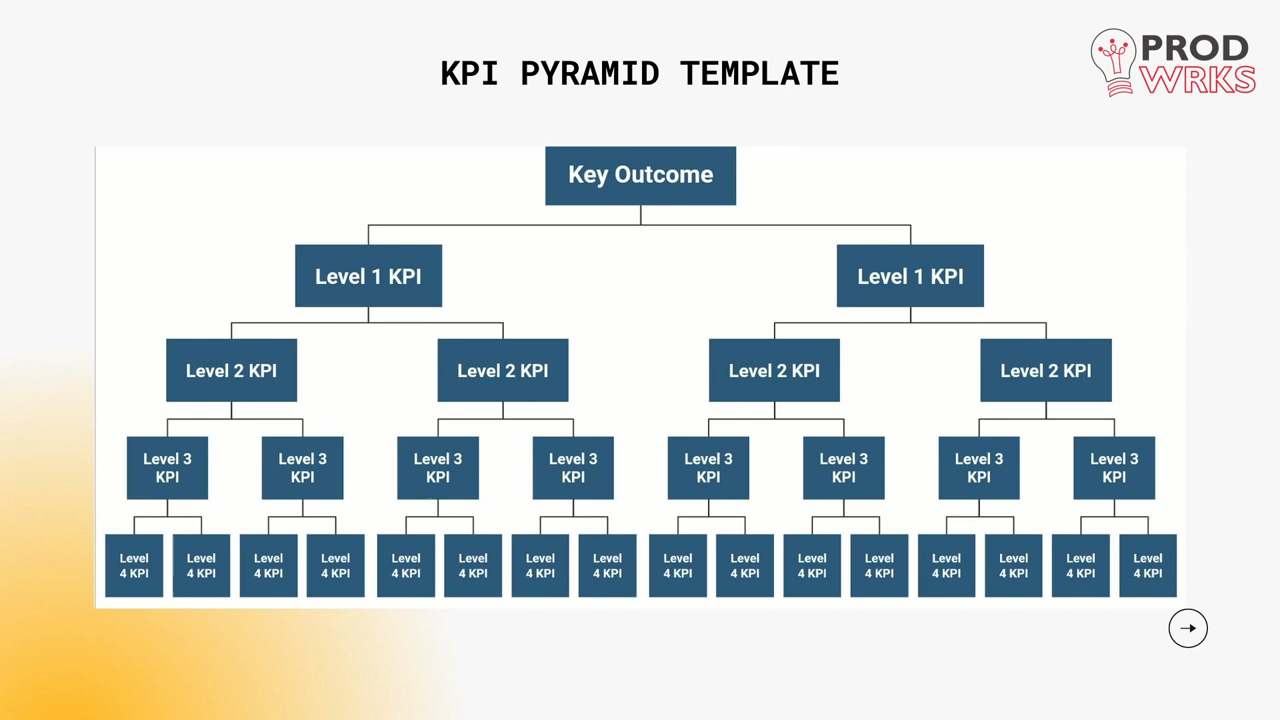 KPI PYRAMID TEMPLATE
PROD
WRKS
Key Outcome
Level 1 KPI
Level 1 KPI
Level 2 KPI
Level 2 KPI
Level 2 KPI
Level 2 KPI
Level 3
KPI
Level 3
KPI
Level 3
KPI
Level 3
KPI
Level 3
KPI
Level 3
KPI
Level 3
KPI
Level 3
KPI
Level
4 KPI
Level
4 KPI
Level
4 KPI
Level
4 KPI
Level
4 KPI
Level
4 KPI
Level
4 KPI
Level
4 KPI
Level
4 KPI
Level
4 KPI
Level
4 KPI
Level
4 KPI
Level
4 KPI
Level
4 KPI
Level
4 KPI
Level
4 KPI